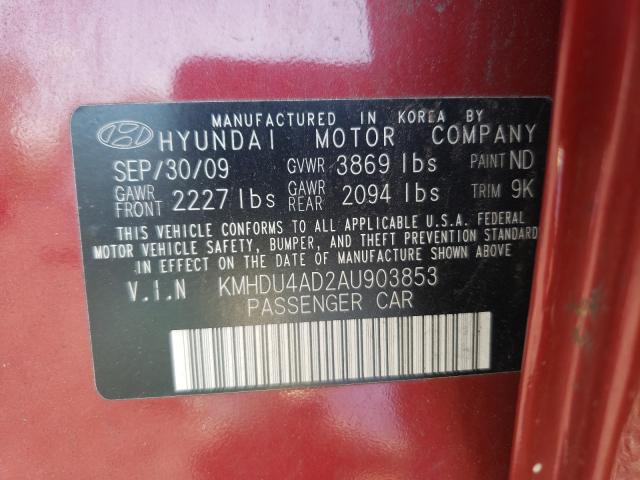 MANUFACTURED IN KOREA BY
HYUNDAI MOTOR COMPANY
SEP/30/09 GVWR 3869 lbs PAINT ND
GAWR FRONT 2227 lbs GAWR REAR 2094 lbs TRIM 9K
THIS VEHICLE CONFORMS TO ALL APPLICABLE U.S.A. FEDERAL
MOTOR VEHICLE SAFETY, BUMPER, AND THEFT PREVENTION STANDARD
IN EFFECT ON THE DATE OF MANUFACTURE SHOWN ABOVE.
V.I.N KMHDU4AD2AU903853
PASSENGER CAR